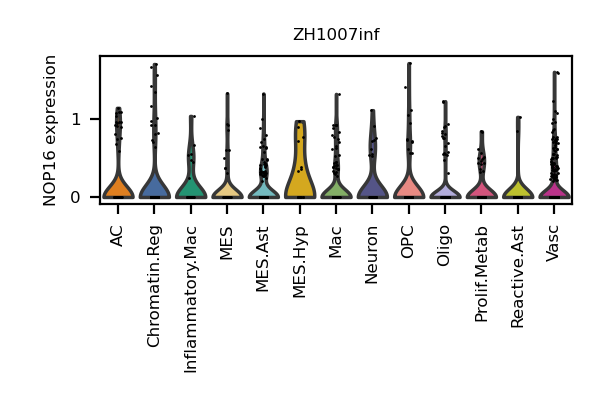 ZH1007inf
NOP16 expression
1
0
AC
Chromatin.Reg
Inflammatory.Mac
MES
MES.Ast
MES.Hyp
Mac
Neuron
OPC
Oligo
Prolif.Metab
Reactive.Ast
Vasc